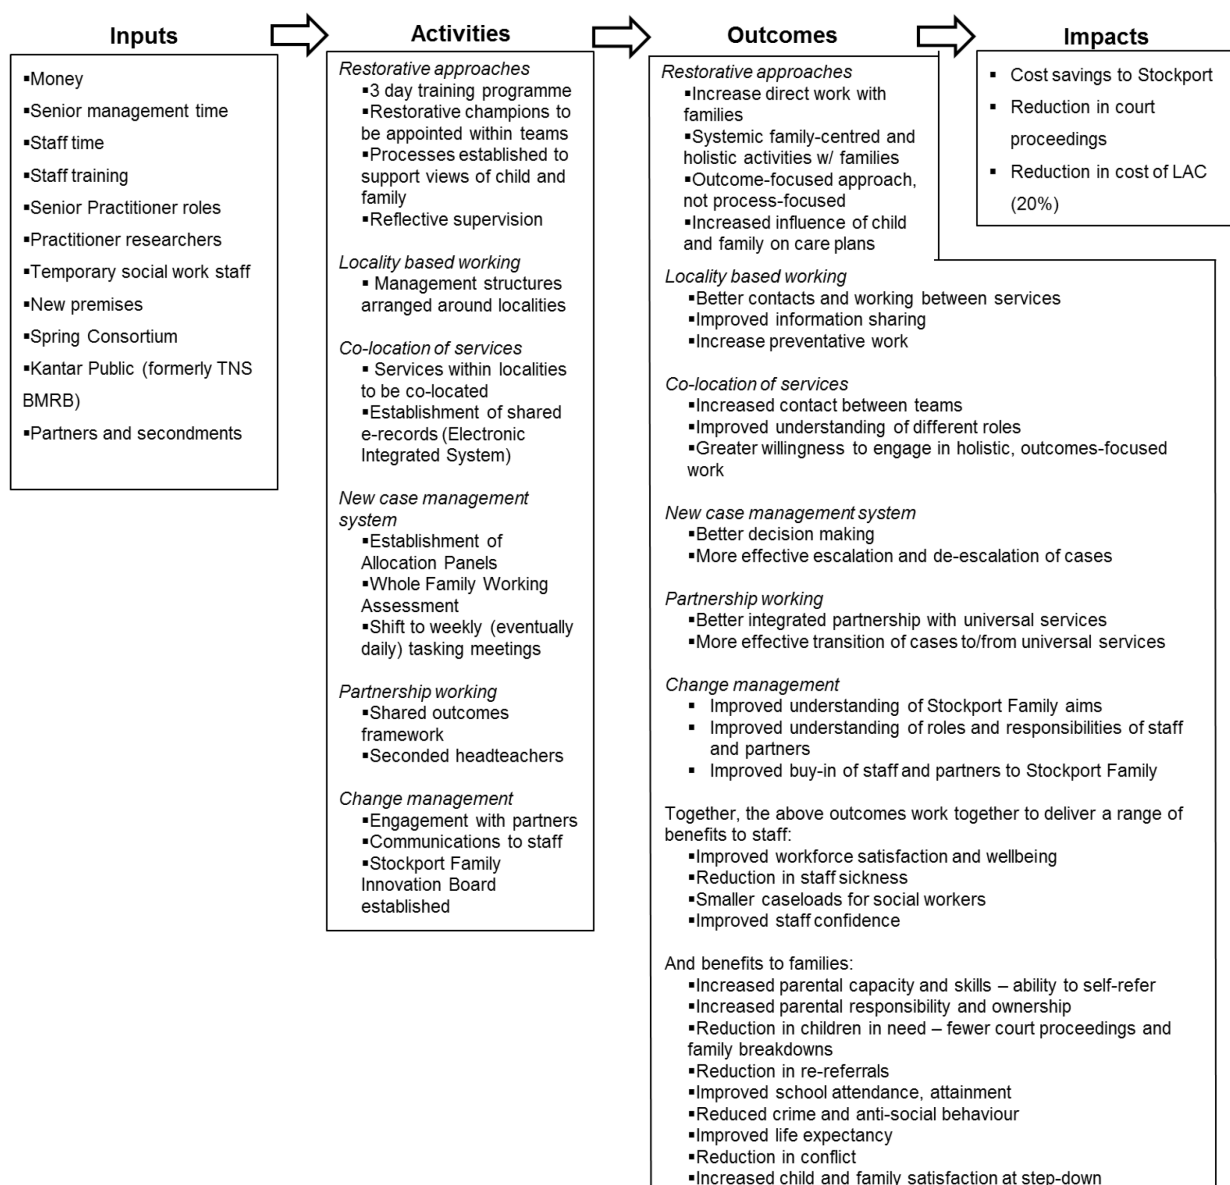 Inputs
▪Money
▪Senior management time
▪Staff time
▪Staff training
▪Senior Practitioner roles
▪Practitioner researchers
▪Temporary social work staff
▪New premises
▪Spring Consortium
▪Kantar Public (formerly TNS
BMRB)
▪Partners and secondments
Activities
Restorative approaches
▪3 day training programme
▪Restorative champions to
be appointed within teams
▪Processes established to
support views of child and
family
▪Reflective supervision
Locality based working
▪ Management structures
arranged around localities
Co-location of services
▪ Services within localities
to be co-located
▪Establishment of shared
e-records (Electronic
Integrated System)
New case management
system
▪Establishment of
Allocation Panels
▪Whole Family Working
Assessment
▪Shift to weekly (eventually
daily) tasking meetings
Partnership working
▪Shared outcomes
framework
▪Seconded headteachers
Change management
▪Engagement with partners
▪Communications to staff
▪Stockport Family
Innovation Board
established
Outcomes
Restorative approaches
▪Increase direct work with
families
▪Systemic family-centred and
holistic activities w/ families
▪Outcome-focused approach,
not process-focused
▪Increased influence of child
and family on care plans
Locality based working
▪Better contacts and working between services
▪Improved information sharing
▪Increase preventative work
Co-location of services
▪Increased contact between teams
▪Improved understanding of different roles
▪Greater willingness to engage in holistic, outcomes-focused
work
New case management system
▪Better decision making
▪More effective escalation and de-escalation of cases
Partnership working
▪Better integrated partnership with universal services
▪More effective transition of cases to/from universal services
Change management
▪ Improved understanding of Stockport Family aims
▪ Improved understanding of roles and responsibilities of staff
and partners
▪ Improved buy-in of staff and partners to Stockport Family
Together, the above outcomes work together to deliver a range of
benefits to staff:
▪Improved workforce satisfaction and wellbeing
▪Reduction in staff sickness
▪Smaller caseloads for social workers
▪Improved staff confidence
And benefits to families:
▪Increased parental capacity and skills – ability to self-refer
▪Increased parental responsibility and ownership
▪Reduction in children in need – fewer court proceedings and
family breakdowns
▪Reduction in re-referrals
▪Improved school attendance, attainment
▪Reduced crime and anti-social behaviour
▪Improved life expectancy
▪Reduction in conflict
▪Increased child and family satisfaction at step-down
Impacts
▪ Cost savings to Stockport
▪ Reduction in court
proceedings
▪ Reduction in cost of LAC
(20%)